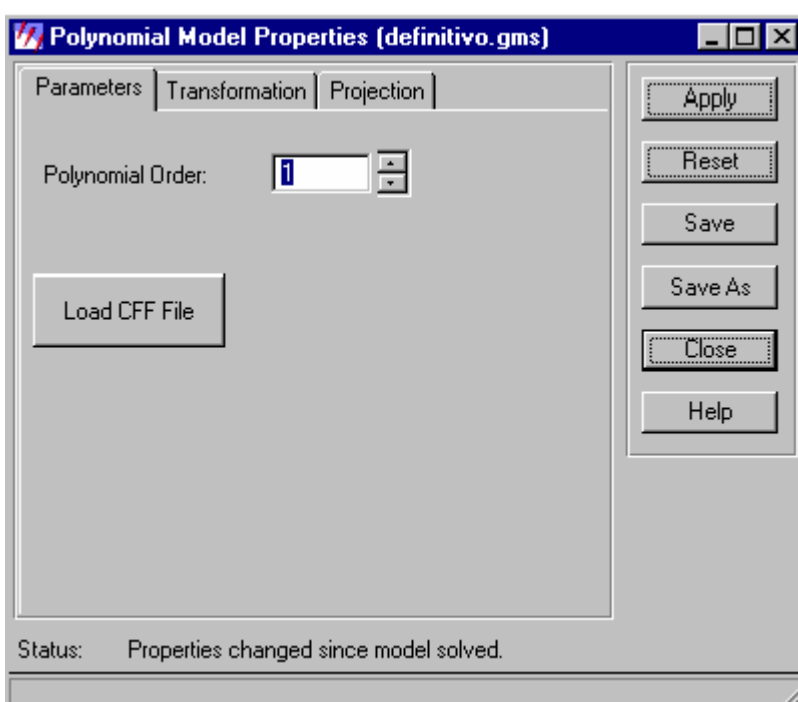 Polynomial Model Properties (definitivo.gms)
Parameters
Transformation
Projection
Polynomial Order:
1
Load CFF File
Apply
Reset
Save
Save As
Close
Help
Status: Properties changed since model solved.